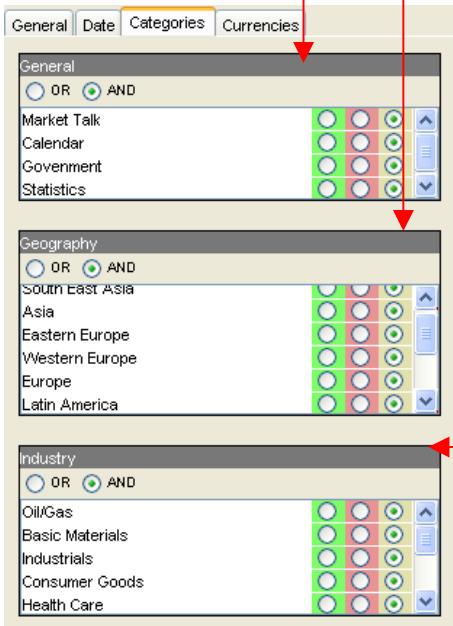 General Date Categories Currencies
General
OR AND
Market Talk
Calendar
Govenment
Statistics
Geography
OR AND
South East Asia
Asia
Eastern Europe
Western Europe
Europe
Latin America
Industry
OR AND
Oil/Gas
Basic Materials
Industrials
Consumer Goods
Health Care